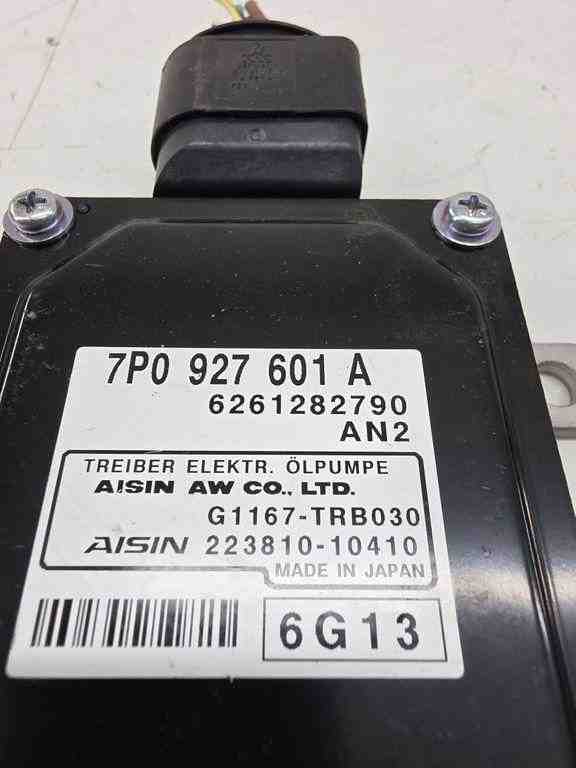 7P0 927 601 A
6261282790
AN2
TREIBER ELEKTR. ÖLPUMPE
AISIN AW CO., LTD.
G1167-TRB030
AISIN 223810-10410
MADE IN JAPAN
6G13